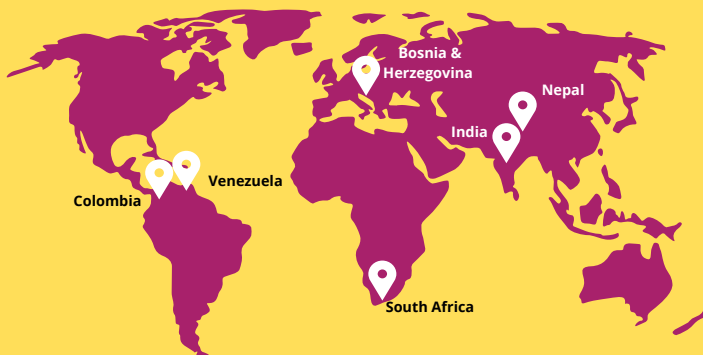 Bosnia &
Herzegovina
Nepal
India
Venezuela
Colombia
South Africa